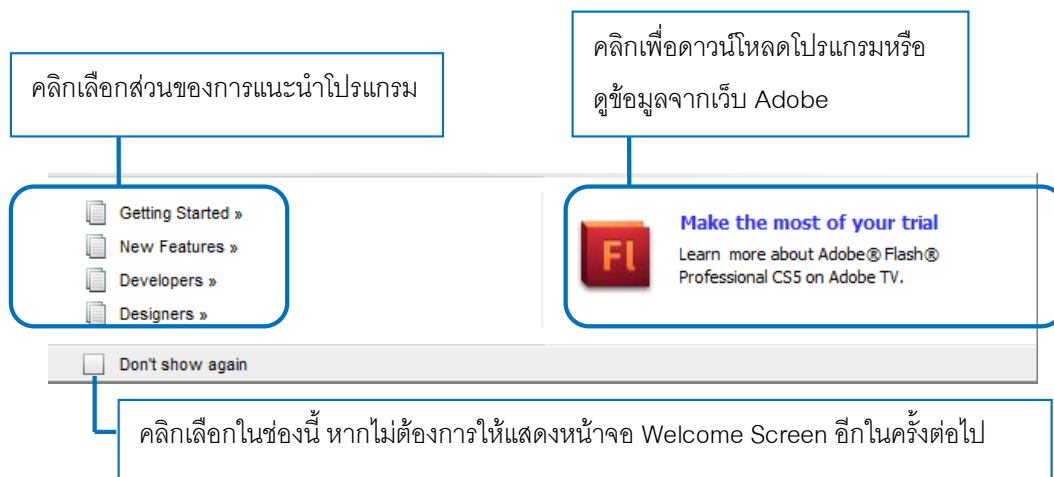 คลิกเพื่อดาวน์โหลดโปรแกรมหรือ
ดูข้อมูลจากเว็บ Adobe
คลิกเลือกส่วนของการแนะนำโปรแกรม
Getting Started »
New Features »
Developers »
Designers »
Fl
Make the most of your trial
Learn more about Adobe® Flash®
Professional CS5 on Adobe TV.
Don't show again
คลิกเลือกในช่องนี้ หากไม่ต้องการให้แสดงหน้าจอ Welcome Screen อีกในครั้งต่อไป